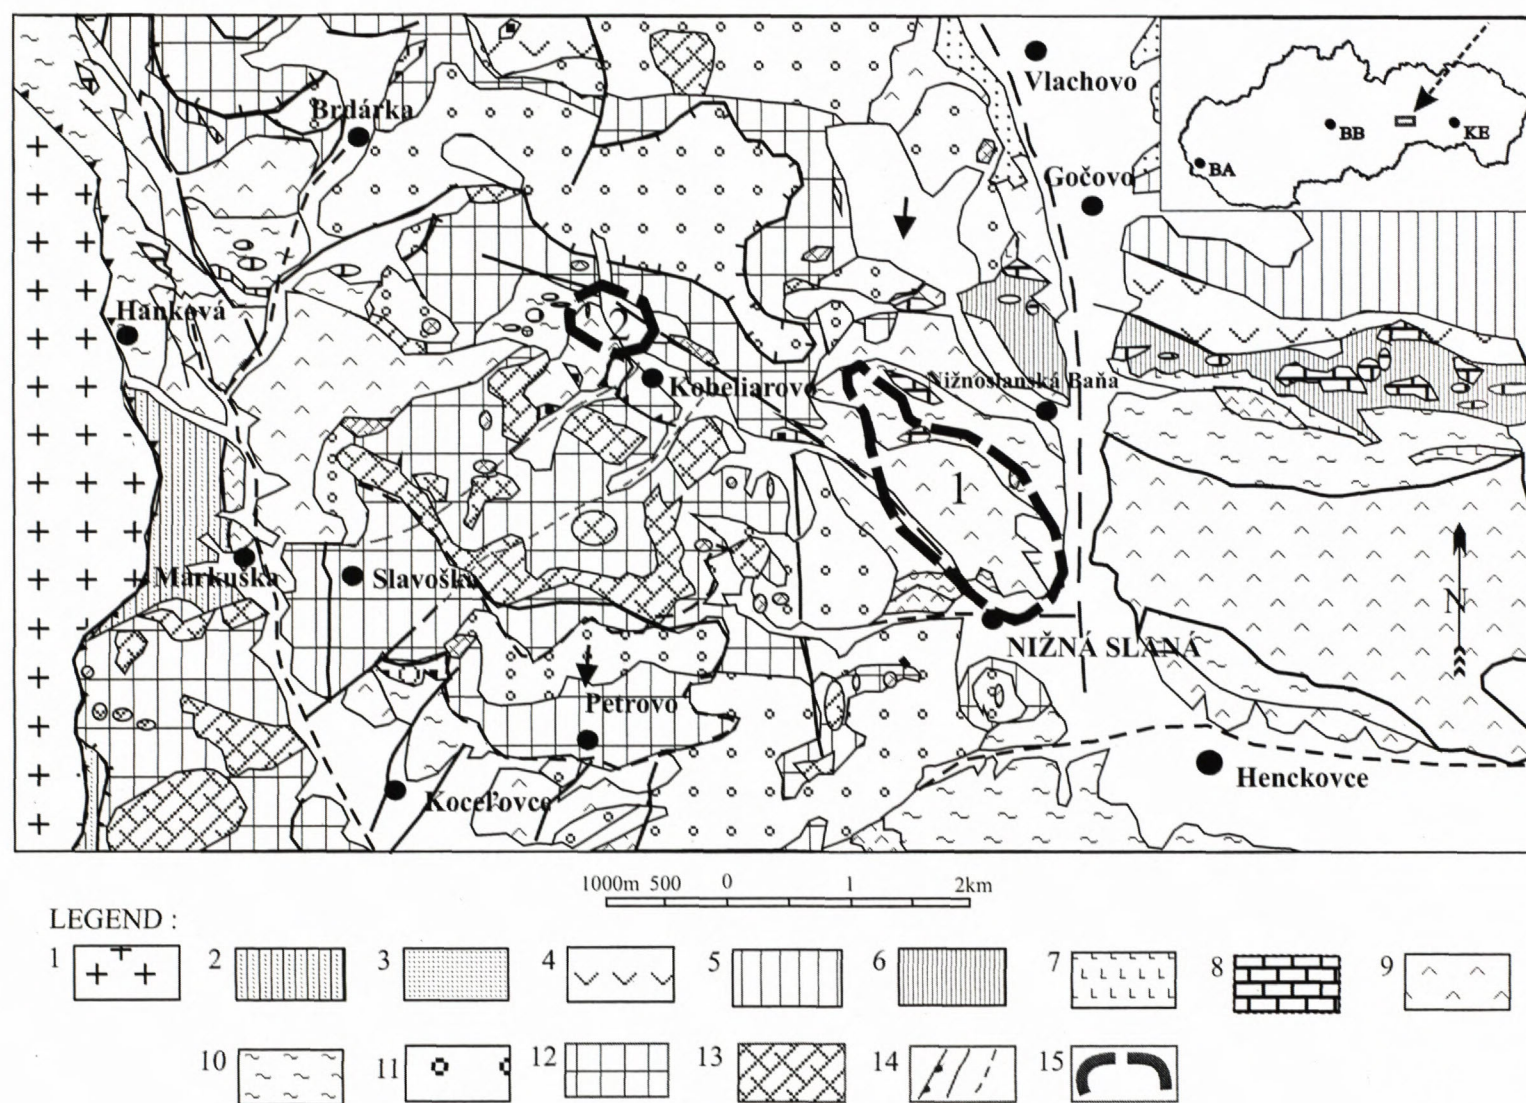 Vlachovo
BB
KE
BA
Brdárka
Gočovo
Hanková
2
Kobeliarovo
Nižnoslanská Baňa
1
Markuška
Slavoška
N
NIŽNÁ SLANÁ
Petrovo
Henckovce
Koceľovce
1000m 500 0 1 2km
LEGEND :
1 2 3 4 5 6 7 8 9
10 11 12 13 14 15